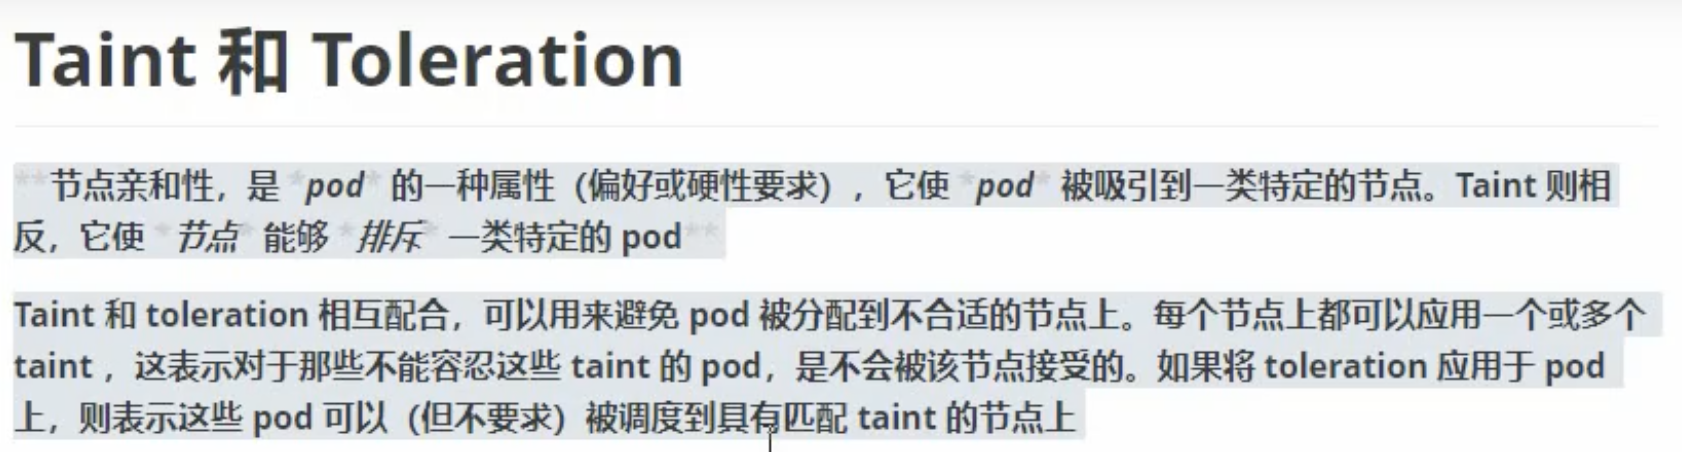 Taint 和 Toleration
**节点亲和性，是 *pod* 的一种属性（偏好或硬性要求），它使 *pod* 被吸引到一类特定的节点。Taint 则相
反，它使 *节点* 能够 *排斥* 一类特定的 pod**
Taint 和 toleration 相互配合，可以用来避免 pod 被分配到不合适的节点上。每个节点上都可以应用一个或多个
taint ，这表示对于那些不能容忍这些 taint 的 pod，是不会被该节点接受的。如果将 toleration 应用于 pod
上，则表示这些 pod 可以（但不要求）被调度到具有匹配 taint 的节点上